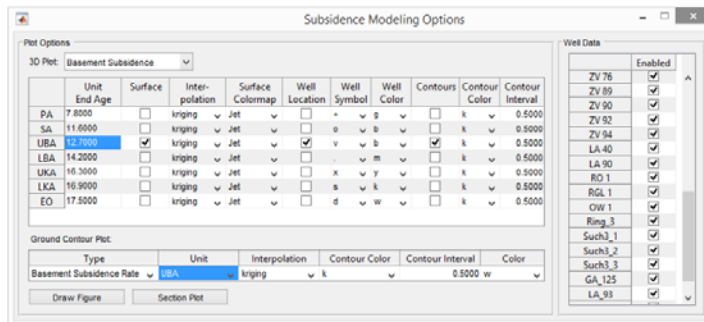 Subsidence Modeling Options
Plot Options
3D Plot: Basement Subsidence
Unit End Age Surface Inter-polation Surface Colormap Well Location Well Symbol Well Color Contours Contour Color Contour Interval
PA 7.8000 kriging Jet + g k 0.5000
SA 11.6000 kriging Jet o b k 0.5000
UBA 12.7000 kriging Jet v b k 0.5000
LBA 14.2000 kriging Jet . m k 0.5000
UKA 16.3000 kriging Jet x y k 0.5000
LKA 16.9000 kriging Jet s k k 0.5000
EO 17.5000 kriging Jet d w k 0.5000
Ground Contour Plot:
Type Unit Interpolation Contour Color Contour Interval Color
Basement Subsidence Rate UBA kriging k 0.5000 w
Draw Figure Section Plot
Well Data
Enabled
ZV 76
ZV 89
ZV 90
ZV 92
ZV 94
LA 40
LA 90
RO 1
RGL 1
OW 1
Ring_3
Such3_1
Such3_2
Such3_3
GA_125
LA_93